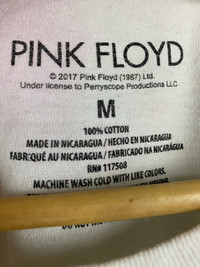 PINK FLOYD
© 2017 Pink Floyd (1987) Ltd.
Under license to Perryscope Productions LLC
M
100% COTTON
MADE IN NICARAGUA / HECHO EN NICARAGUA
FABRIQUÉ AU NICARAGUA / FABRICADO NA NICARÁGUA
RN# 117508
MACHINE WASH COLD WITH LIKE COLORS.